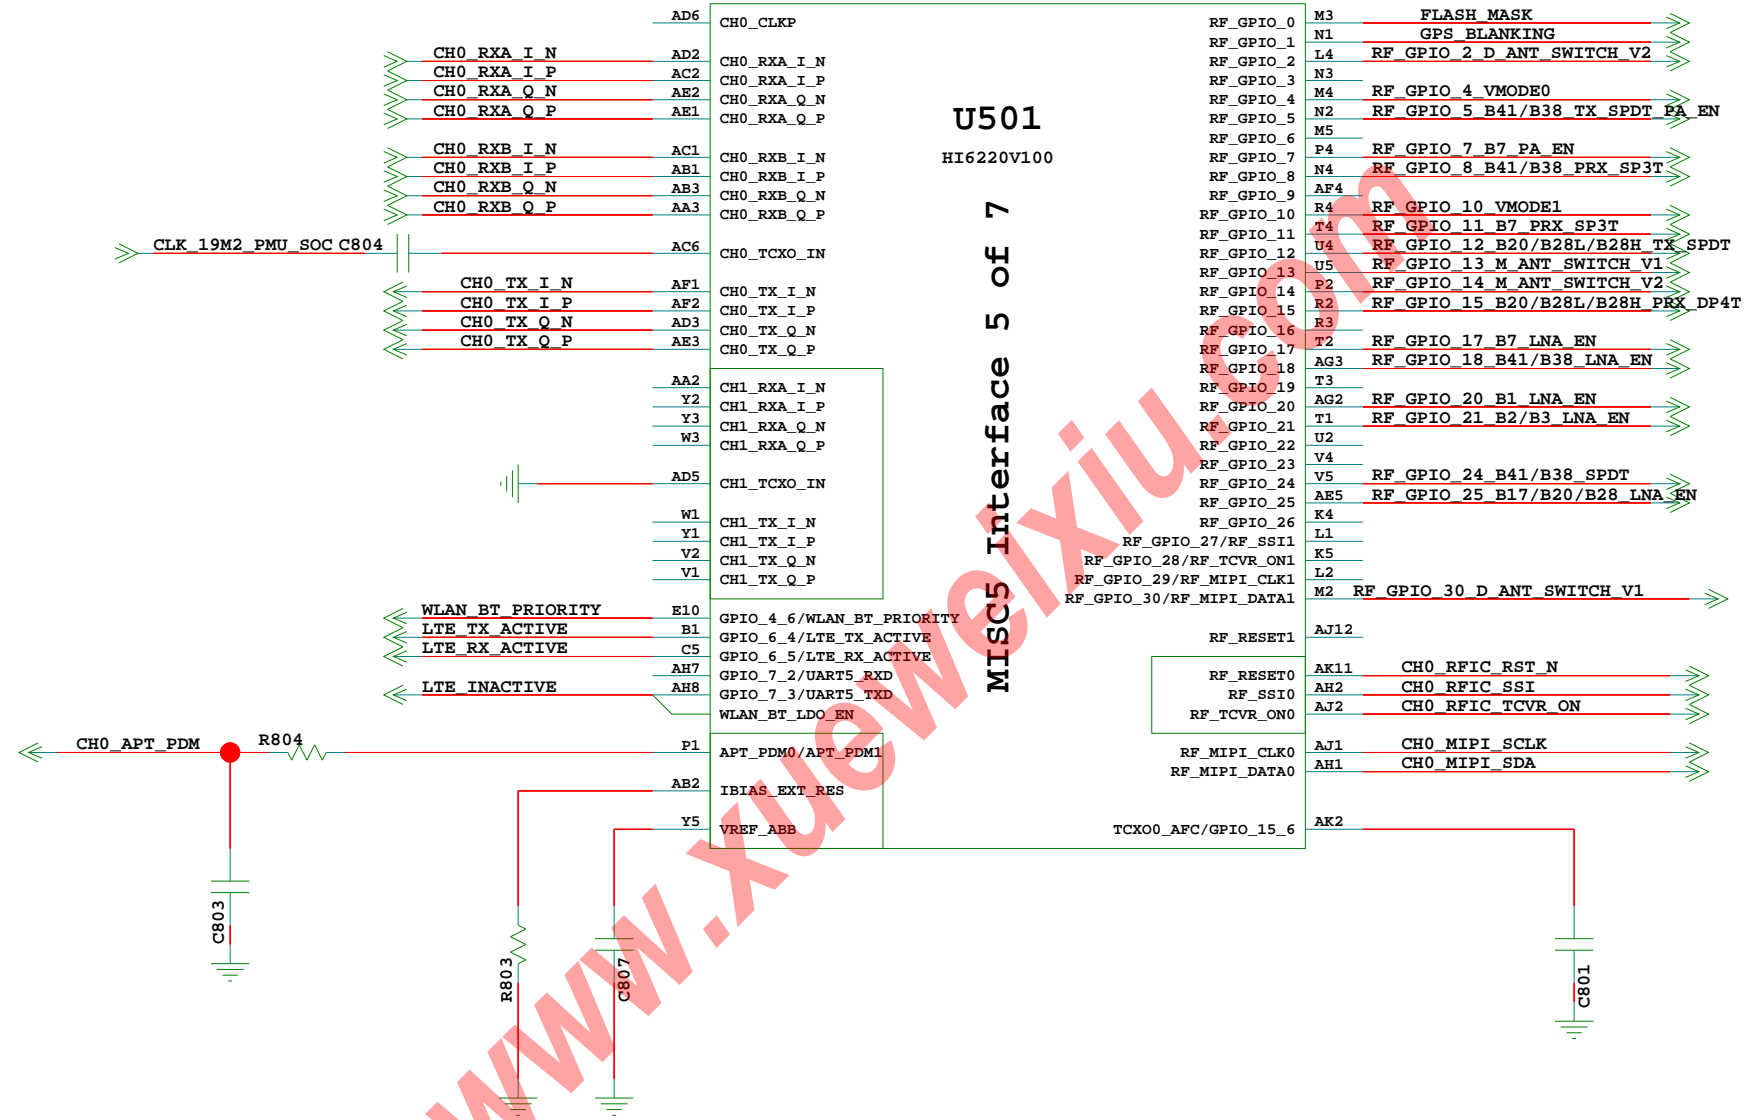 AD6 CH0_CLKP
CH0_RXA_I_N AD2 CH0_RXA_I_N
CH0_RXA_I_P AC2 CH0_RXA_I_P
CH0_RXA_Q_N AE2 CH0_RXA_Q_N
CH0_RXA_Q_P AE1 CH0_RXA_Q_P
CH0_RXB_I_N AC1 CH0_RXB_I_N
CH0_RXB_I_P AB1 CH0_RXB_I_P
CH0_RXB_Q_N AB3 CH0_RXB_Q_N
CH0_RXB_Q_P AA3 CH0_RXB_Q_P
CLK_19M2_PMU_SOC C804 AC6 CH0_TCXO_IN
CH0_TX_I_N AF1 CH0_TX_I_N
CH0_TX_I_P AF2 CH0_TX_I_P
CH0_TX_Q_N AD3 CH0_TX_Q_N
CH0_TX_Q_P AE3 CH0_TX_Q_P
AA2 CH1_RXA_I_N
Y2 CH1_RXA_I_P
Y3 CH1_RXA_Q_N
W3 CH1_RXA_Q_P
AD5 CH1_TCXO_IN
W1 CH1_TX_I_N
Y1 CH1_TX_I_P
V2 CH1_TX_Q_N
V1 CH1_TX_Q_P
WLAN_BT_PRIORITY E10 GPIO_4_6/WLAN_BT_PRIORITY
LTE_TX_ACTIVE B1 GPIO_6_4/LTE_TX_ACTIVE
LTE_RX_ACTIVE C5 GPIO_6_5/LTE_RX_ACTIVE
AH7 GPIO_7_2/UART5_RXD
LTE_INACTIVE AH8 GPIO_7_3/UART5_TXD
WLAN_BT_LDO_EN
CH0_APT_PDM R804 P1 APT_PDM0/APT_PDM1
AB2 IBIAS_EXT_RES
Y5 VREF_ABB
C803
R803
C807
U501
HI6220V100
MISC5 Interface 5 of 7
RF_GPIO_0 M3 FLASH_MASK
RF_GPIO_1 N1 GPS_BLANKING
RF_GPIO_2 L4 RF_GPIO_2_D_ANT_SWITCH_V2
RF_GPIO_3 N3
RF_GPIO_4 M4 RF_GPIO_4_VMODE0
RF_GPIO_5 N2 RF_GPIO_5_B41/B38_TX_SPDT_PA_EN
RF_GPIO_6 M5
RF_GPIO_7 P4 RF_GPIO_7_B7_PA_EN
RF_GPIO_8 N4 RF_GPIO_8_B41/B38_PRX_SP3T
RF_GPIO_9 AF4
RF_GPIO_10 R4 RF_GPIO_10_VMODE1
RF_GPIO_11 T4 RF_GPIO_11_B7_PRX_SP3T
RF_GPIO_12 U4 RF_GPIO_12_B20/B28L/B28H_TX_SPDT
RF_GPIO_13 U5 RF_GPIO_13_M_ANT_SWITCH_V1
RF_GPIO_14 P2 RF_GPIO_14_M_ANT_SWITCH_V2
RF_GPIO_15 R2 RF_GPIO_15_B20/B28L/B28H_PRX_DP4T
RF_GPIO_16 R3
RF_GPIO_17 T2 RF_GPIO_17_B7_LNA_EN
RF_GPIO_18 AG3 RF_GPIO_18_B41/B38_LNA_EN
RF_GPIO_19 T3
RF_GPIO_20 AG2 RF_GPIO_20_B1_LNA_EN
RF_GPIO_21 T1 RF_GPIO_21_B2/B3_LNA_EN
RF_GPIO_22 U2
RF_GPIO_23 V4
RF_GPIO_24 V5 RF_GPIO_24_B41/B38_SPDT
RF_GPIO_25 AE5 RF_GPIO_25_B17/B20/B28_LNA_EN
RF_GPIO_26 K4
RF_GPIO_27/RF_SSI1 L1
RF_GPIO_28/RF_TCVR_ON1 K5
RF_GPIO_29/RF_MIPI_CLK1 L2
RF_GPIO_30/RF_MIPI_DATA1 M2 RF_GPIO_30_D_ANT_SWITCH_V1
RF_RESET1 AJ12
RF_RESET0 AK11 CH0_RFIC_RST_N
RF_SSI0 AH2 CH0_RFIC_SSI
RF_TCVR_ON0 AJ2 CH0_RFIC_TCVR_ON
RF_MIPI_CLK0 AJ1 CH0_MIPI_SCLK
RF_MIPI_DATA0 AH1 CH0_MIPI_SDA
TCXO0_AFC/GPIO_15_6 AK2
C801
www.xueweixiu.com